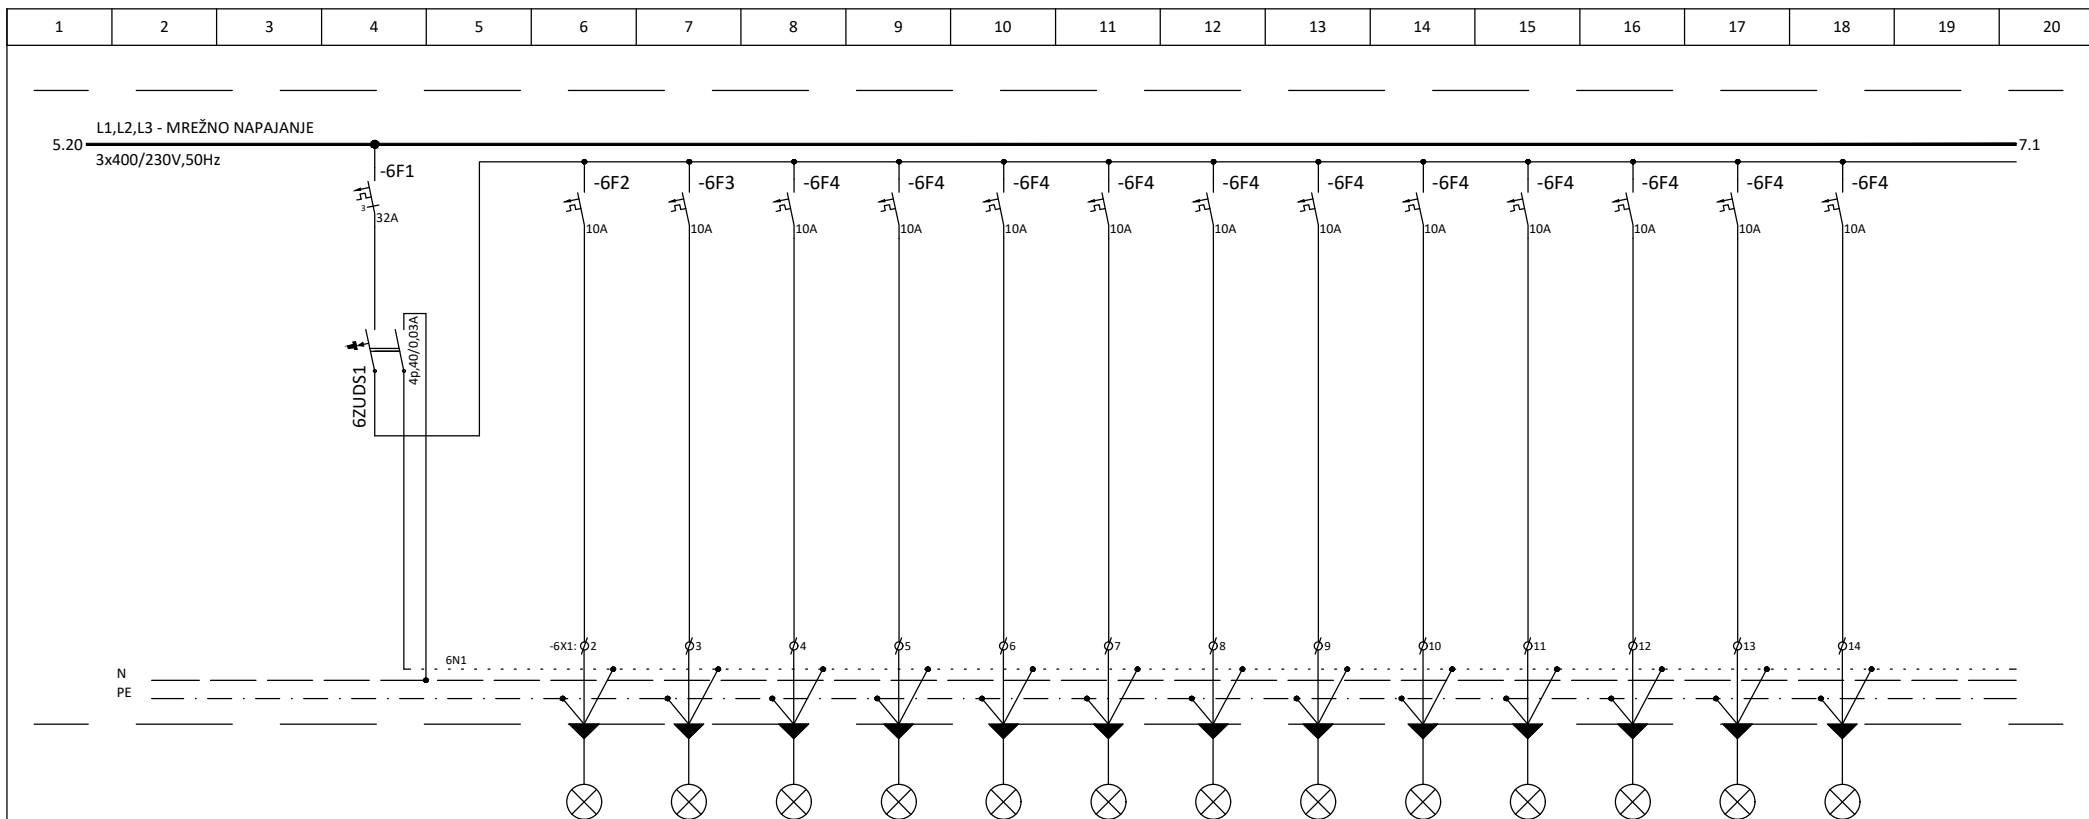 1 2 3 4 5 6 7 8 9 10 11 12 13 14 15 16 17 18 19 20
L1,L2,L3 - MREŽNO NAPAJANJE
5.20 7.1
3x400/230V,50Hz
-6F1 -6F2 -6F3 -6F4 -6F4 -6F4 -6F4 -6F4 -6F4 -6F4 -6F4 -6F4 -6F4 -6F4
3 32A 10A 10A 10A 10A 10A 10A 10A 10A 10A 10A 10A 10A 10A
6ZUDS1
4p,40/0,03A
-6X1: 2 3 4 5 6 7 8 9 10 11 12 13 14
6N1
N
PE